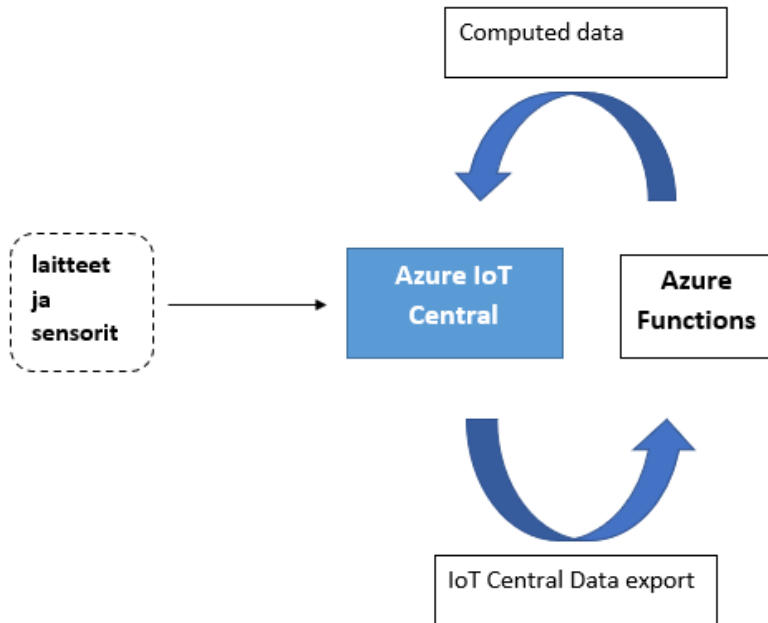 Computed data
laitteet
ja
sensorit
Azure IoT
Central
Azure
Functions
IoT Central Data export